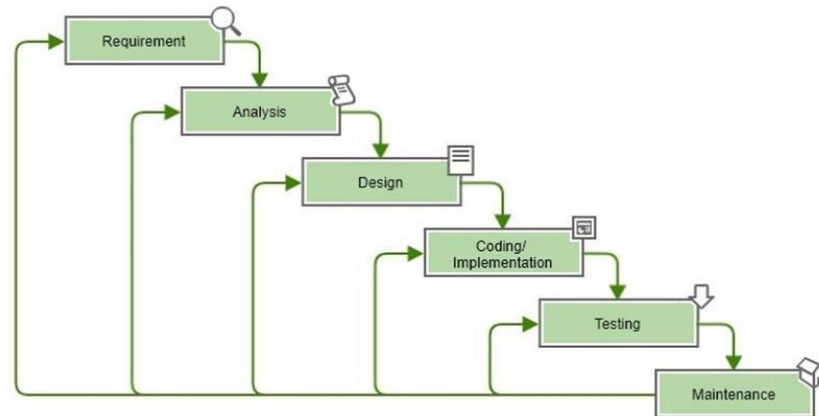 Requirement
Analysis
Design
Coding/
Implementation
Testing
Maintenance